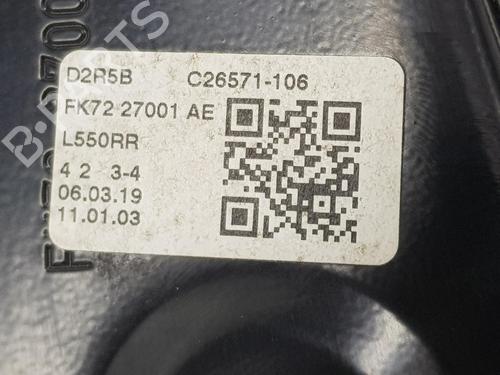 D2R5B C26571-106
FK72 27001 AE
L550RR
4 2 3-4
06.03.19
11.01.03
B-PARTS